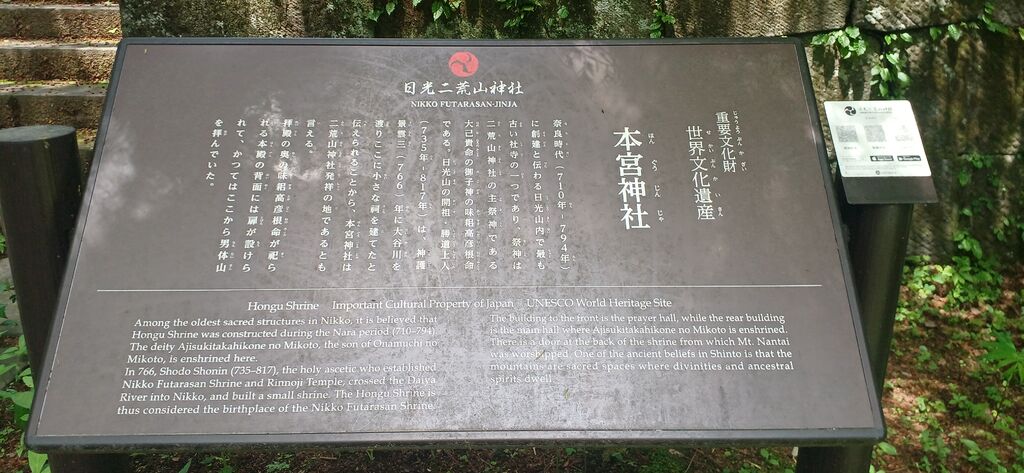 日光二荒山神社
NIKKO FUTARASAN-JINJA
重要文化財
世界文化遺産
本宮神社
奈良時代(710年-794年)
に創建と伝わる日光山内で最も
古い社寺の一つであり、祭神は
二荒山神社の主祭神である
大己貴命の御子神の味耜高彦根命
である。日光山の開祖・勝道上人
(735年-817年)は、神護
景雲三(766)年に大谷川を
渡りここに小さな祠を建てたと
伝えられることから、本宮神社は
二荒山神社発祥の地であるとも
言える。
拝殿の奥の味耜高彦根命が祀ら
れる本殿の背面には扉が設けら
れて、かつてはここから男体山
を拝んでいた。
Hongu Shrine Important Cultural Property of Japan UNESCO World Heritage Site
Among the oldest sacred structures in Nikko, it is believed that
Hongu Shrine was constructed during the Nara period (710–794).
The deity Ajisukitakahikone no Mikoto, the son of Onamuchi no
Mikoto, is enshrined here.
In 766, Shodo Shonin (735–817), the holy ascetic who established
Nikko Futarasan Shrine and Rinnoji Temple, crossed the Daiya
River into Nikko, and built a small shrine. The Hongu Shrine is
thus considered the birthplace of the Nikko Futarasan Shrine.
The building to the front is the prayer hall, while the rear building
is the main hall where Ajisukitakahikone no Mikoto is enshrined.
There is a door at the back of the shrine from which Mt. Nantai
was worshipped. One of the ancient beliefs in Shinto is that the
mountains are sacred spaces where divinities and ancestral
spirits dwell.